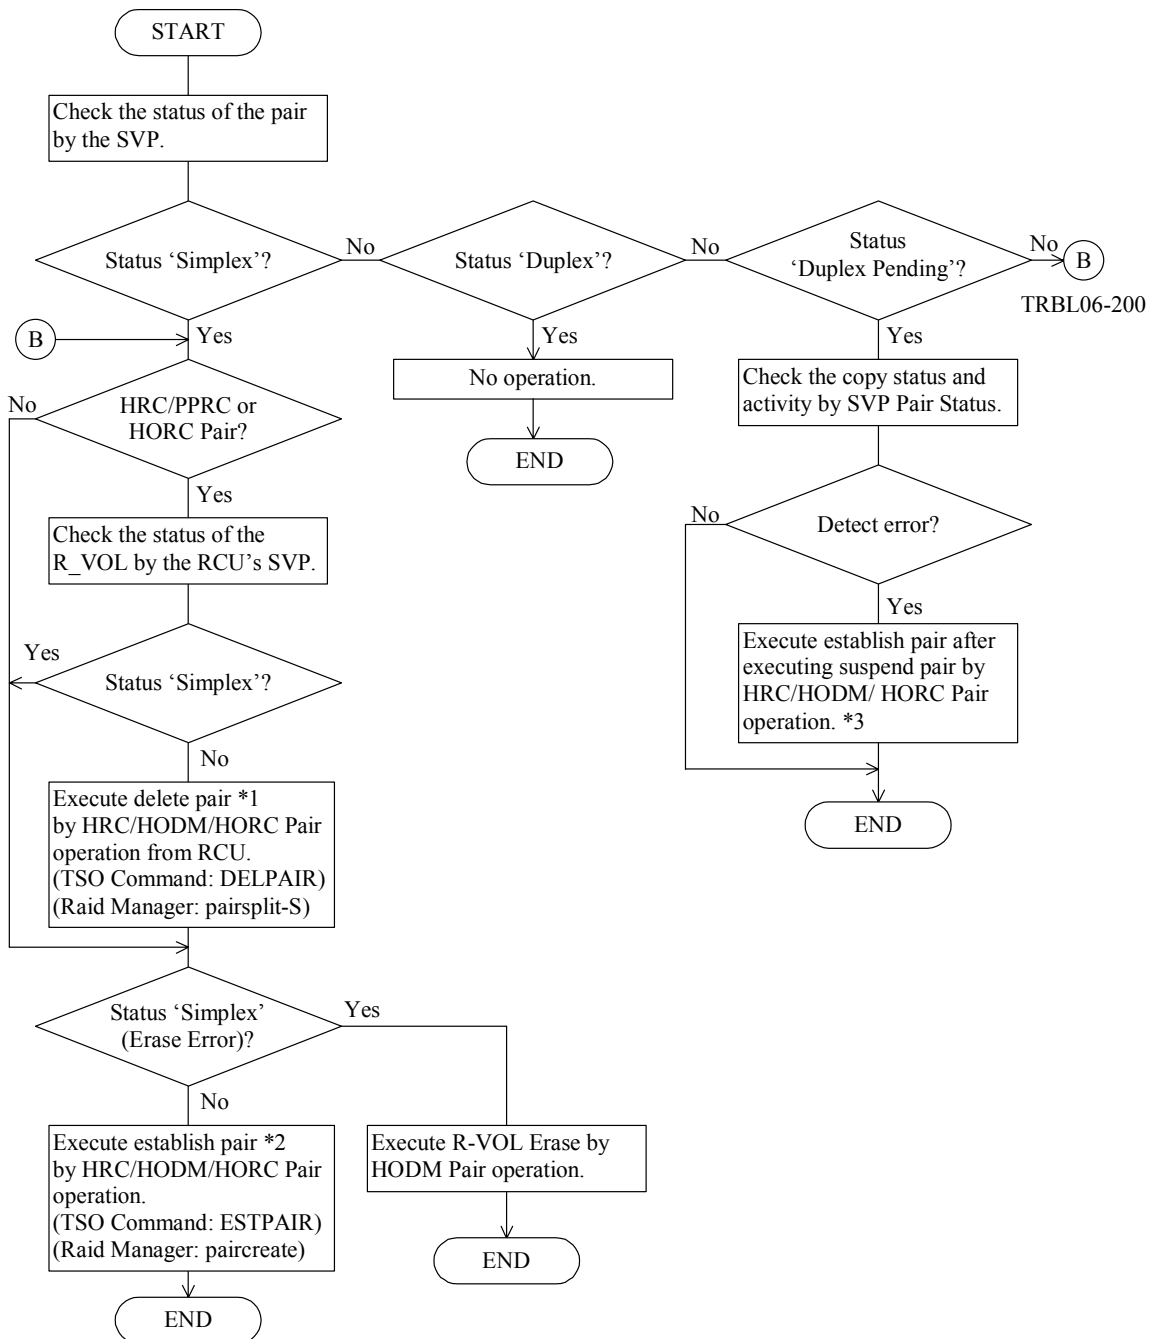 START
Check the status of the pair
by the SVP.
Status ‘Simplex’?
No
Status ‘Duplex’?
No
Status
‘Duplex Pending’?
No
B
TRBL06-200
B
Yes
Yes
Yes
No operation.
END
Check the copy status and
activity by SVP Pair Status.
No
HRC/PPRC or
HORC Pair?
Yes
Check the status of the
R_VOL by the RCU’s SVP.
No
Detect error?
Yes
Execute establish pair after
executing suspend pair by
HRC/HODM/ HORC Pair
operation. *3
END
Yes
Status ‘Simplex’?
No
Execute delete pair *1
by HRC/HODM/HORC Pair
operation from RCU.
(TSO Command: DELPAIR)
(Raid Manager: pairsplit-S)
Status ‘Simplex’
(Erase Error)?
Yes
No
Execute establish pair *2
by HRC/HODM/HORC Pair
operation.
(TSO Command: ESTPAIR)
(Raid Manager: paircreate)
END
Execute R-VOL Erase by
HODM Pair operation.
END